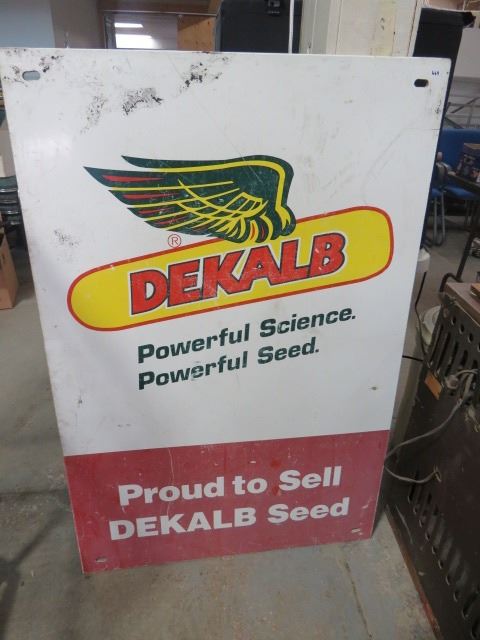 ®
DEKALB
Powerful Science.
Powerful Seed.
Proud to Sell
DEKALB Seed